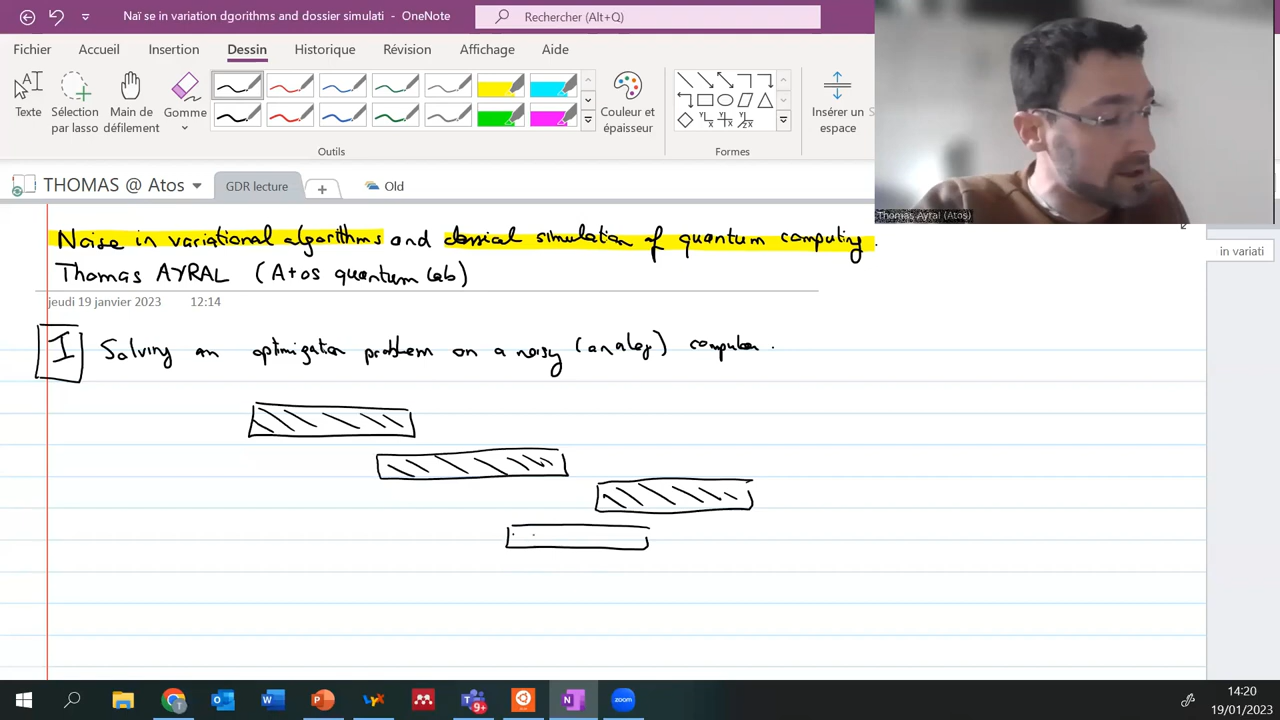 Naï se in variation dgorithms and dossier simulati - OneNote
Rechercher (Alt+Q)
Fichier Accueil Insertion Dessin Historique Révision Affichage Aide
Texte
Sélection par lasso
Main de défilement
Gomme
Couleur et épaisseur
Insérer un espace
Outils
Formes
THOMAS @ Atos
GDR lecture
Old
Thomas Ayral (Atos)
Noise in variational algorithms and classical simulation of quantum computing.
in variati
Thomas AYRAL (Atos quantum lab)
jeudi 19 janvier 2023 12:14
I Solving an optimization problem on a noisy (analog) computer.
9+
14:20
19/01/2023